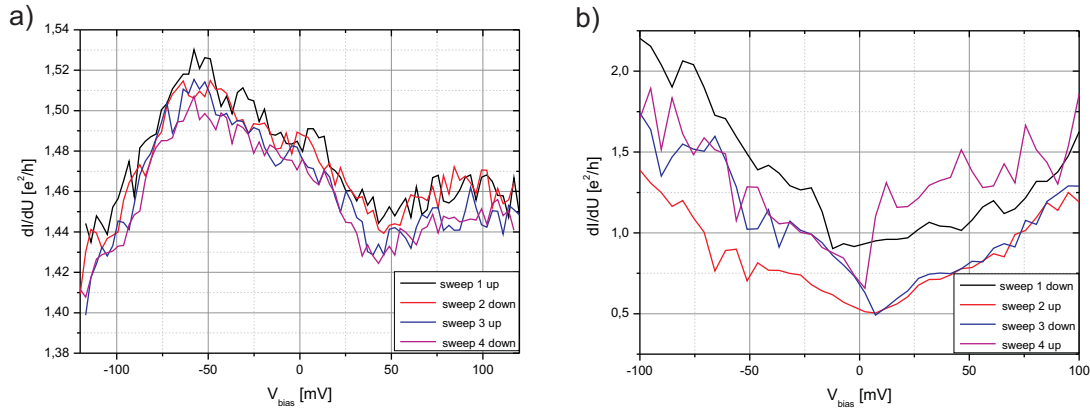 a)
dI/dU [e²/h]
1,54
1,52
1,50
1,48
1,46
1,44
1,42
1,40
1,38
-100
-50
0
50
100
V_bias [mV]
sweep 1 up
sweep 2 down
sweep 3 up
sweep 4 down
b)
dI/dU [e²/h]
2,0
1,5
1,0
0,5
-100
-50
0
50
100
V_bias [mV]
sweep 1 down
sweep 2 up
sweep 3 down
sweep 4 up